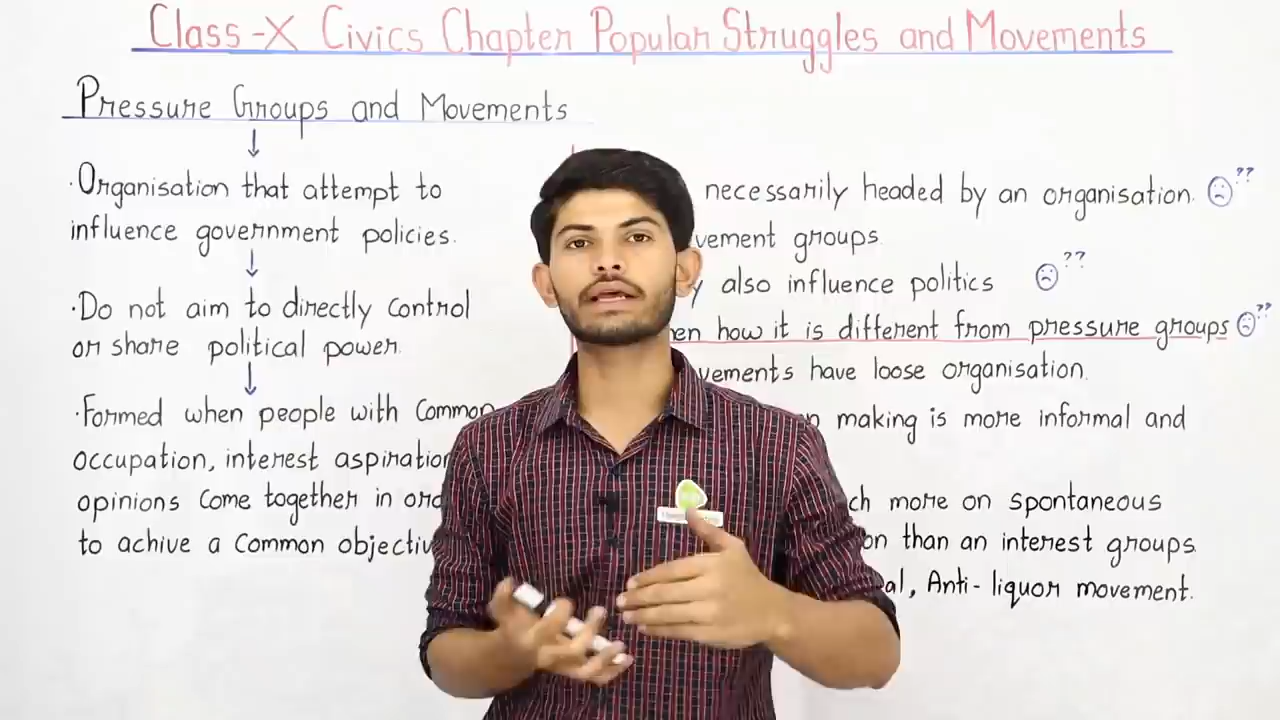 Class-X Civics Chapter Popular Struggles and Movements
Pressure Groups and Movements
·Organisation that attempt to
influence government policies.
·Do not aim to directly control
or share political power.
·Formed when people with Common
occupation, interest aspiration
opinions Come together in ord
to achive a Common objectiv
necessarily headed by an organisation. ??
vement groups
y also influence politics ??
en how it is different from pressure groups ??
vements have loose organisation.
making is more informal and
ch more on spontaneous
on than an interest groups
al, Anti-liquor movement.